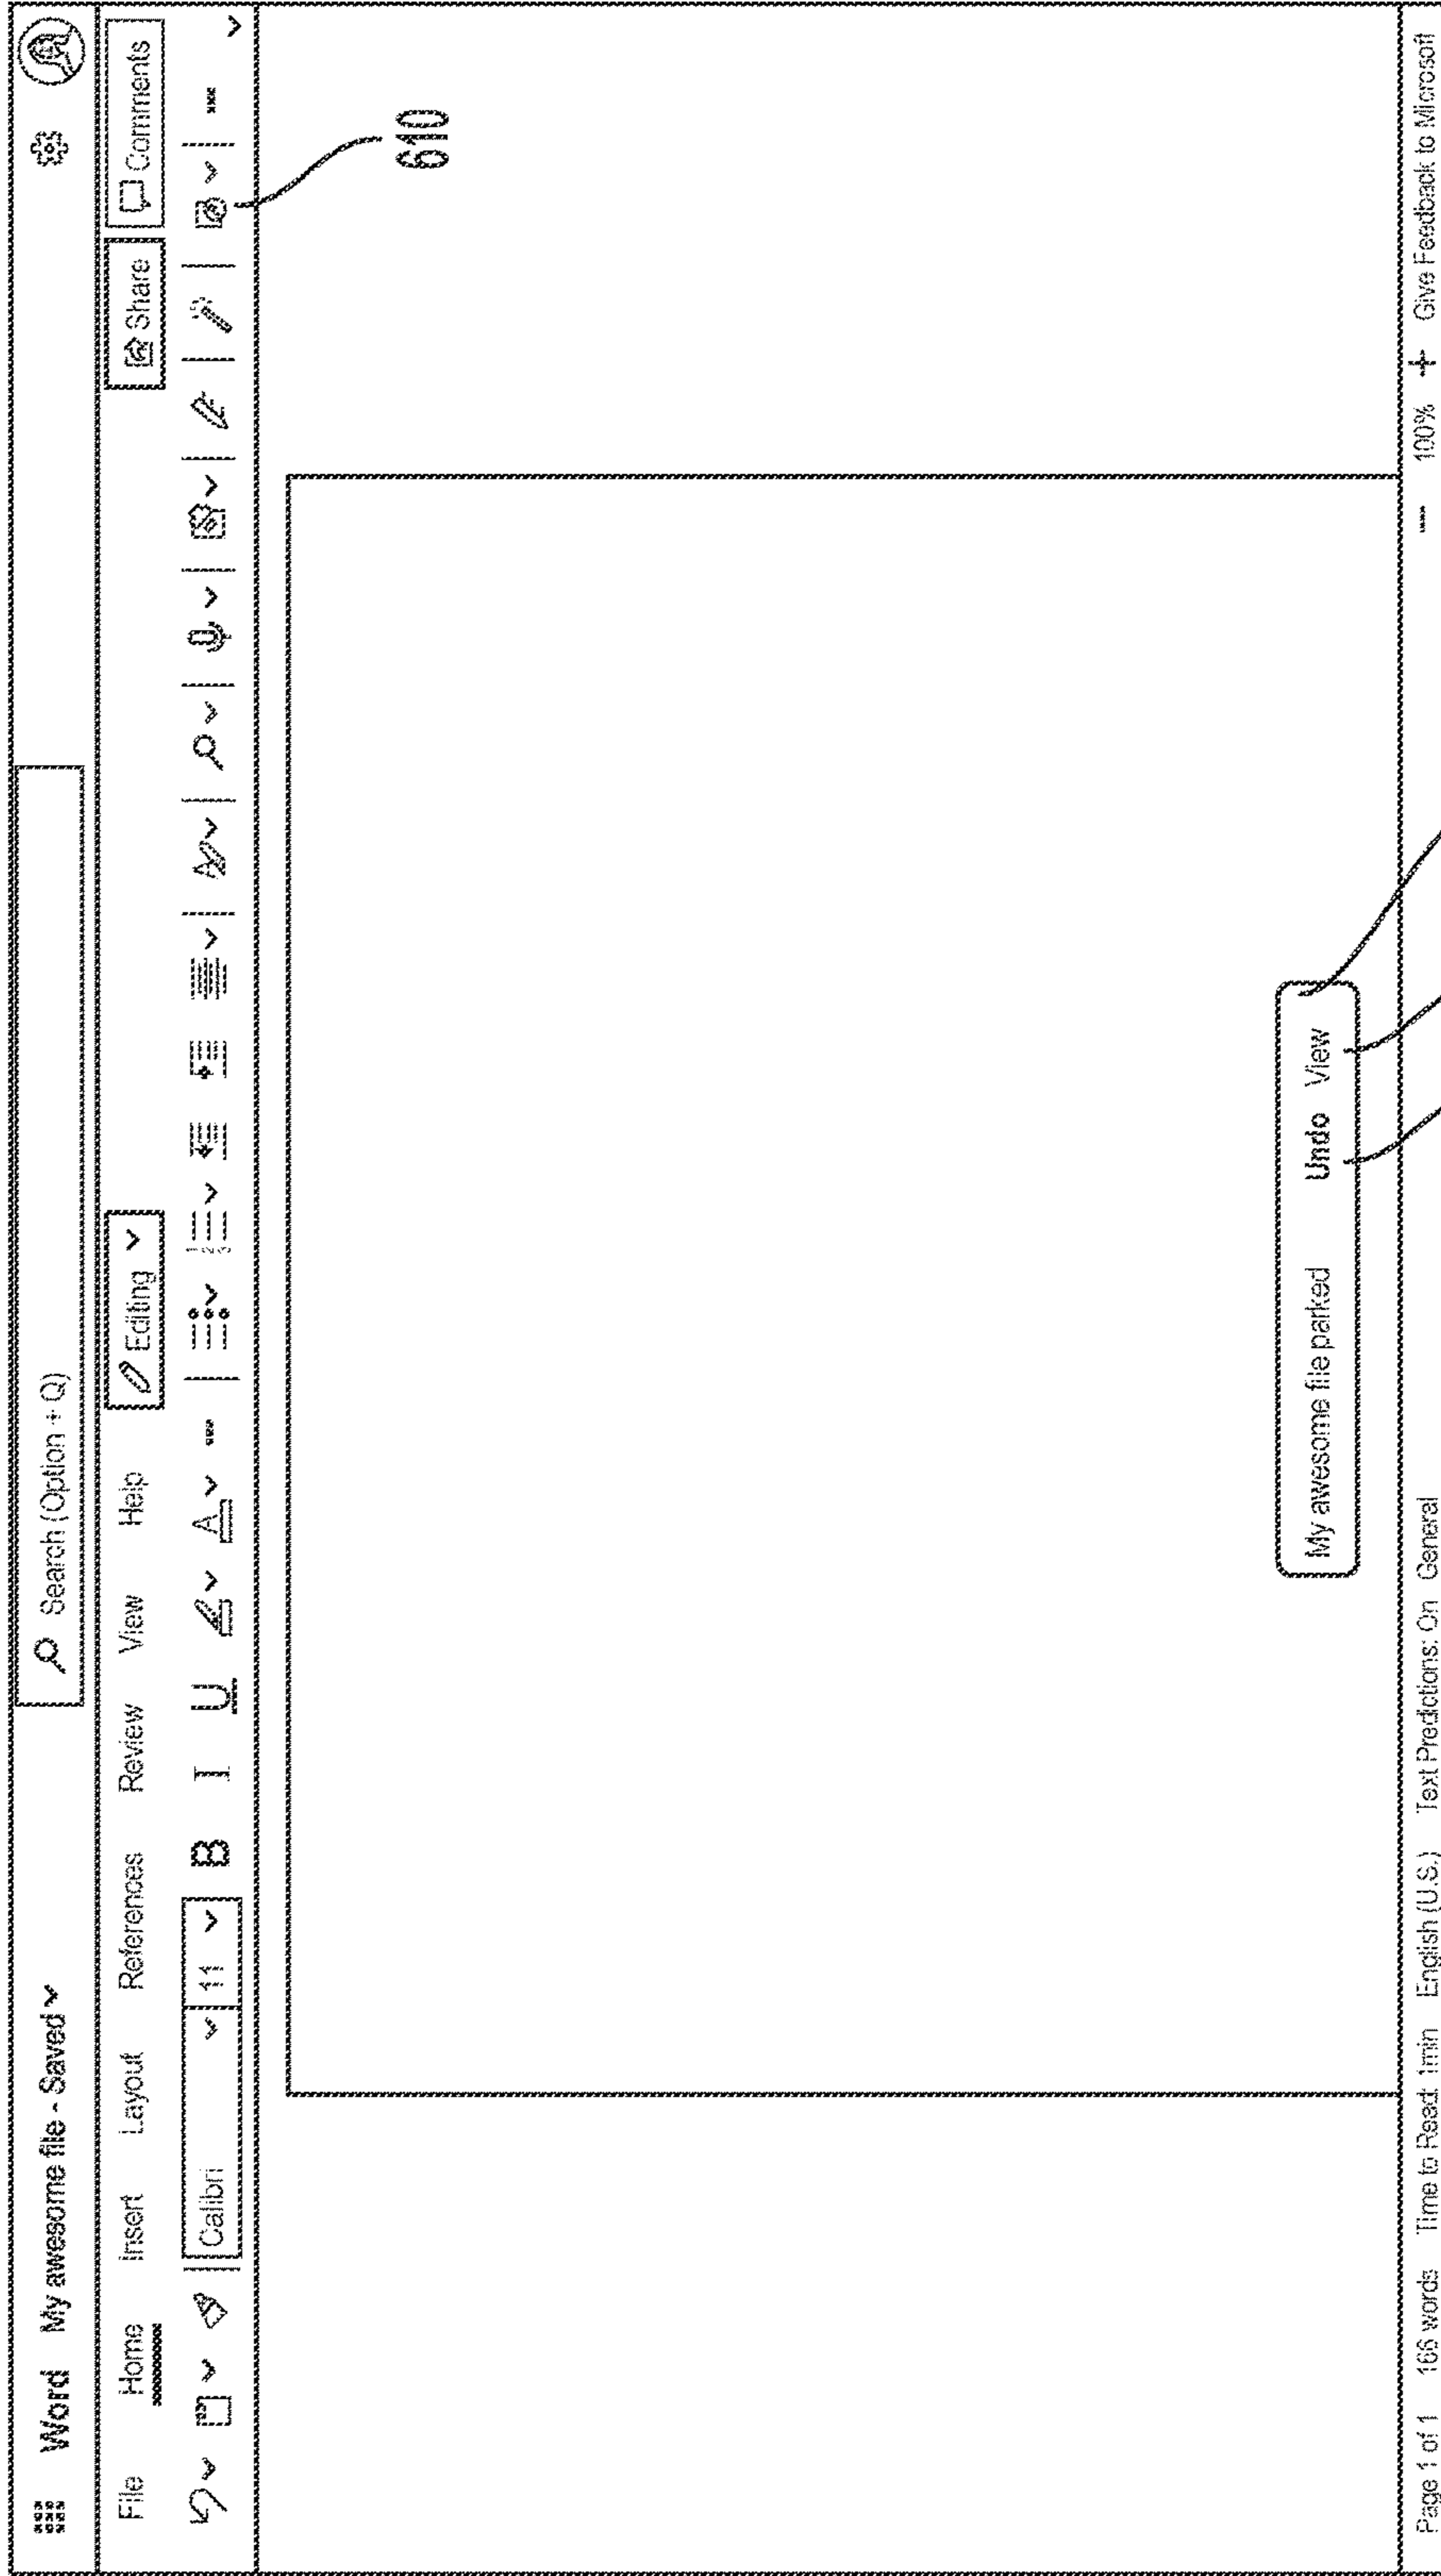 Word My awesome file - Saved Search (Option + Q)
File Home Insert Layout References Review View Help Editing Share Comments
Calibri 11 B I U A
610
My awesome file parked Undo View
Page 1 of 1 166 words Time to Read: 1min English (U.S.) Text Predictions: On General — 100% + Give Feedback to Microsoft